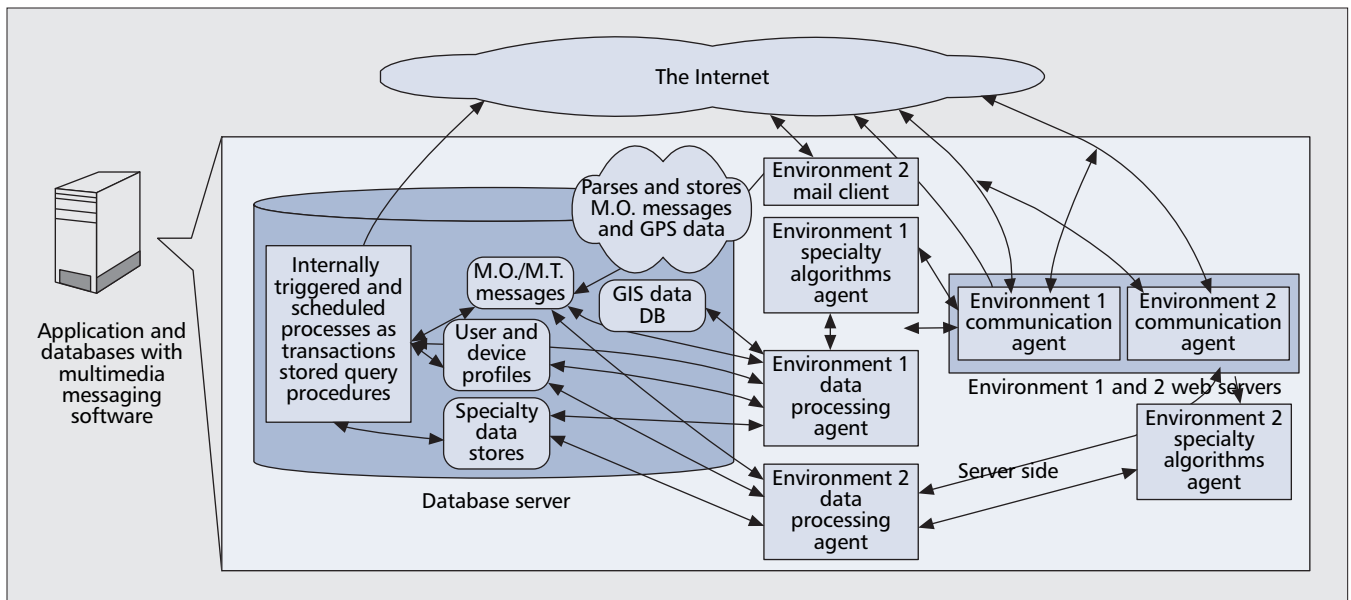 The Internet
Environment 2
mail client
Parses and stores
M.O. messages
and GPS data
Environment 1
specialty
algorithms
agent
Internally
triggered and
scheduled
processes as
transactions
stored query
procedures
M.O./M.T.
messages
GIS data
DB
User and
device
profiles
Specialty
data
stores
Environment 1
communication
agent
Environment 2
communication
agent
Environment 1 and 2 web servers
Environment 1
data
processing
agent
Environment 2
specialty
algorithms
agent
Server side
Environment 2
data
processing
agent
Database server
Application and
databases with
multimedia
messaging
software